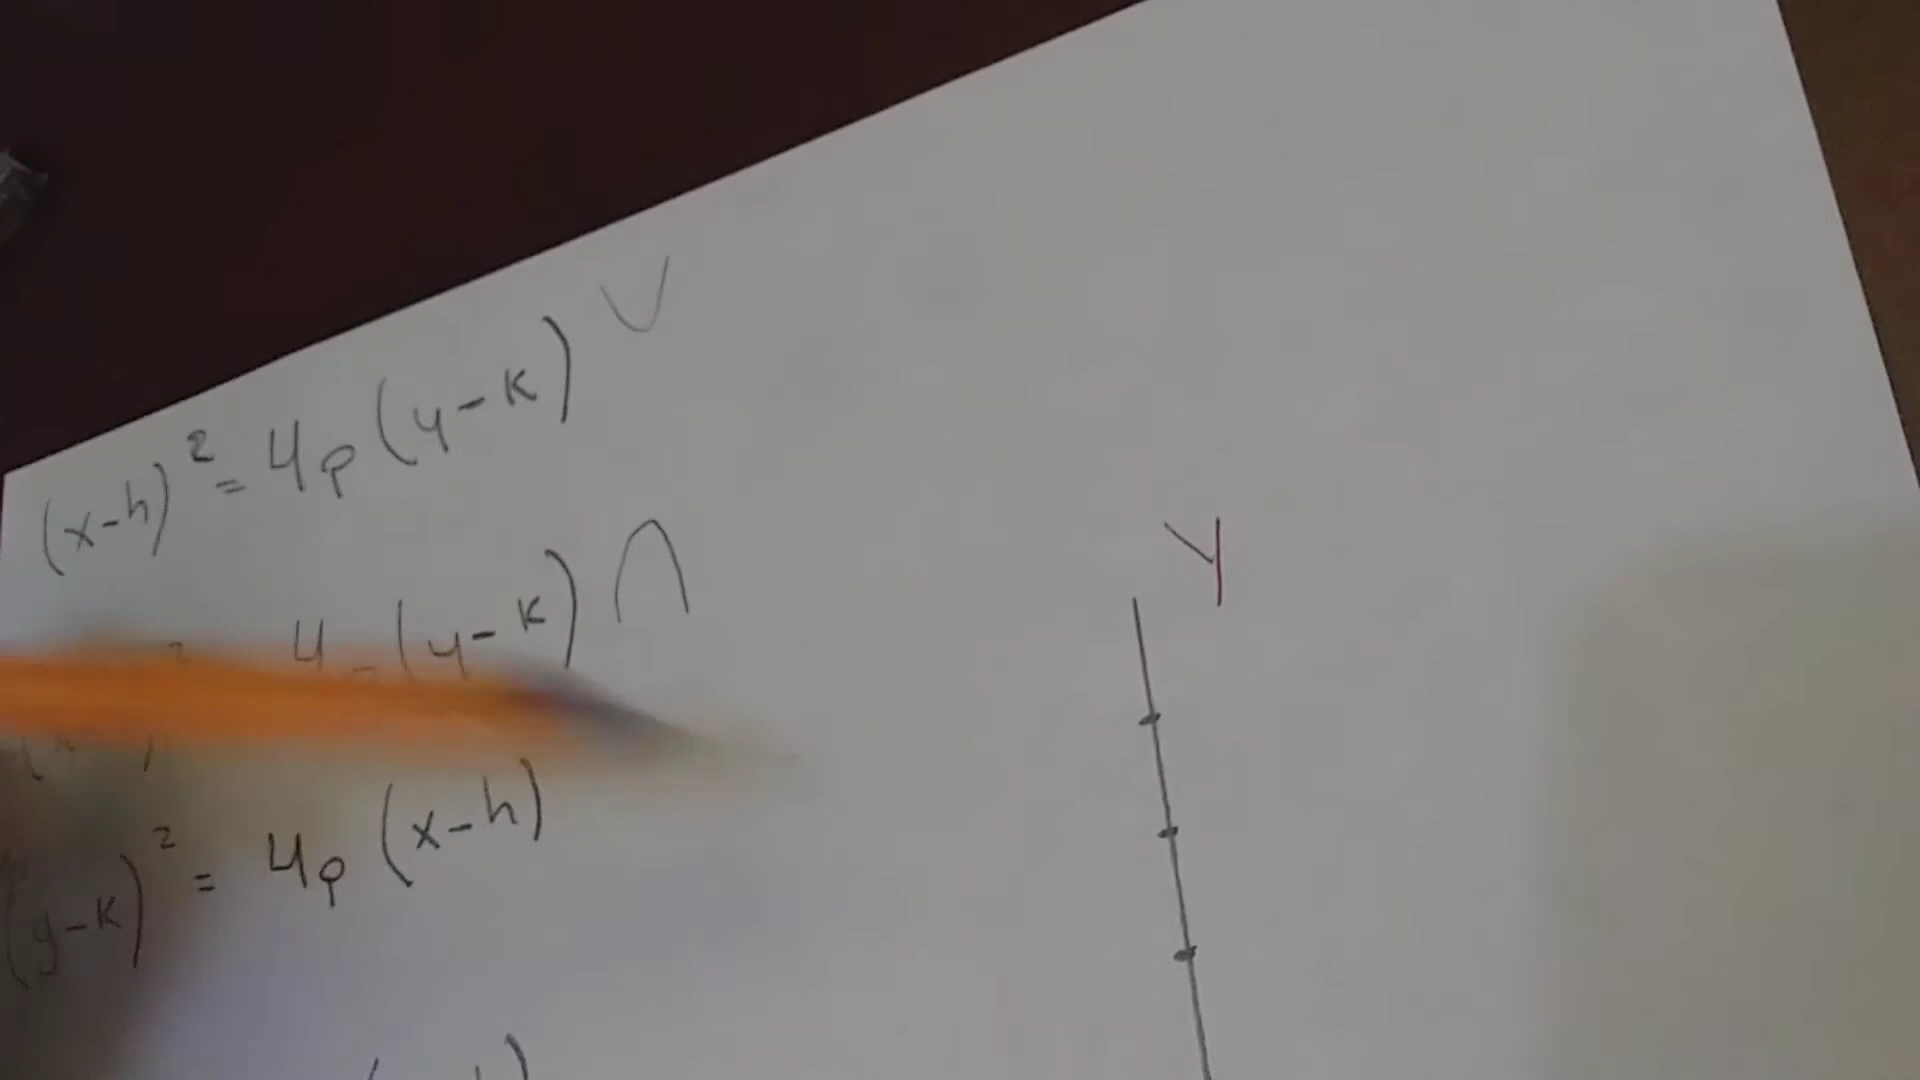 (x-h)² = 4p(y-k)
4 (y-k)
(y-k)² = 4p(x-h)
Y